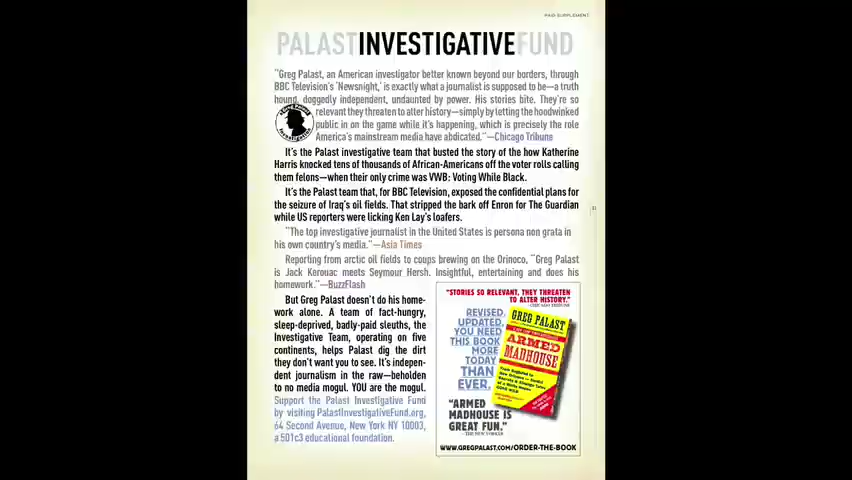 PAID SUPPLEMENT
PALASTINVESTIGATIVEFUND
"Greg Palast, an American investigator better known beyond our borders, through
BBC Television's 'Newsnight,' is exactly what a journalist is supposed to be—a truth
hound, doggedly independent, undaunted by power. His stories bite. They're so
relevant they threaten to alter history—simply by letting the hoodwinked
public in on the game while it's happening, which is precisely the role
America's mainstream media have abdicated."—Chicago Tribune
It's the Palast investigative team that busted the story of the how Katherine
Harris knocked tens of thousands of African-Americans off the voter rolls calling
them felons—when their only crime was VWB: Voting While Black.
It's the Palast team that, for BBC Television, exposed the confidential plans for
the seizure of Iraq's oil fields. That stripped the bark off Enron for The Guardian
while US reporters were licking Ken Lay's loafers.
"The top investigative journalist in the United States is persona non grata in
his own country's media."—Asia Times
Reporting from arctic oil fields to coups brewing on the Orinoco, "Greg Palast
is Jack Kerouac meets Seymour Hersh. Insightful, entertaining and does his
homework."—BuzzFlash
But Greg Palast doesn't do his home-
work alone. A team of fact-hungry,
sleep-deprived, badly-paid sleuths, the
Investigative Team, operating on five
continents, helps Palast dig the dirt
they don't want you to see. It's indepen-
dent journalism in the raw—beholden
to no media mogul. YOU are the mogul.
Support the Palast Investigative Fund
by visiting PalastInvestigativeFund.org,
64 Second Avenue, New York NY 10003,
a 501c3 educational foundation.
"STORIES SO RELEVANT, THEY THREATEN
TO ALTER HISTORY."
—CHICAGO TRIBUNE
REVISED,
UPDATED,
YOU NEED
THIS BOOK
MORE
TODAY
THAN
EVER.
GREG PALAST
ARMED
MADHOUSE
"ARMED
MADHOUSE IS
GREAT FUN."
—THE NEW YORKER
WWW.GREGPALAST.COM/ORDER-THE-BOOK